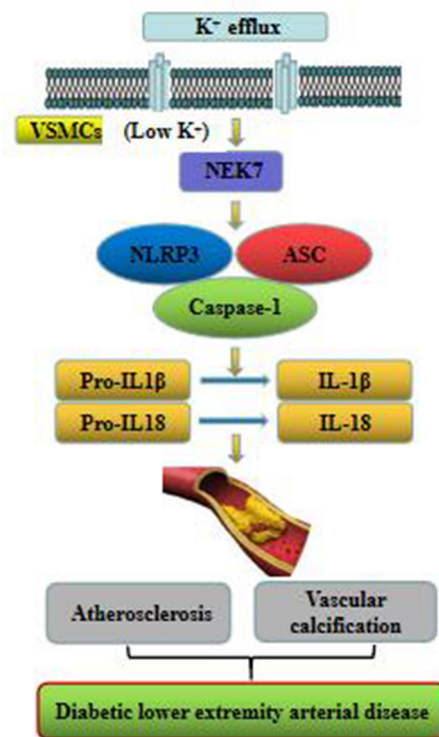 K⁺ efflux
VSMCs (Low K⁺)
NEK7
NLRP3 ASC
Caspase-1
Pro-IL1β IL-1β
Pro-IL18 IL-18
Atherosclerosis
Vascular
calcification
Diabetic lower extremity arterial disease